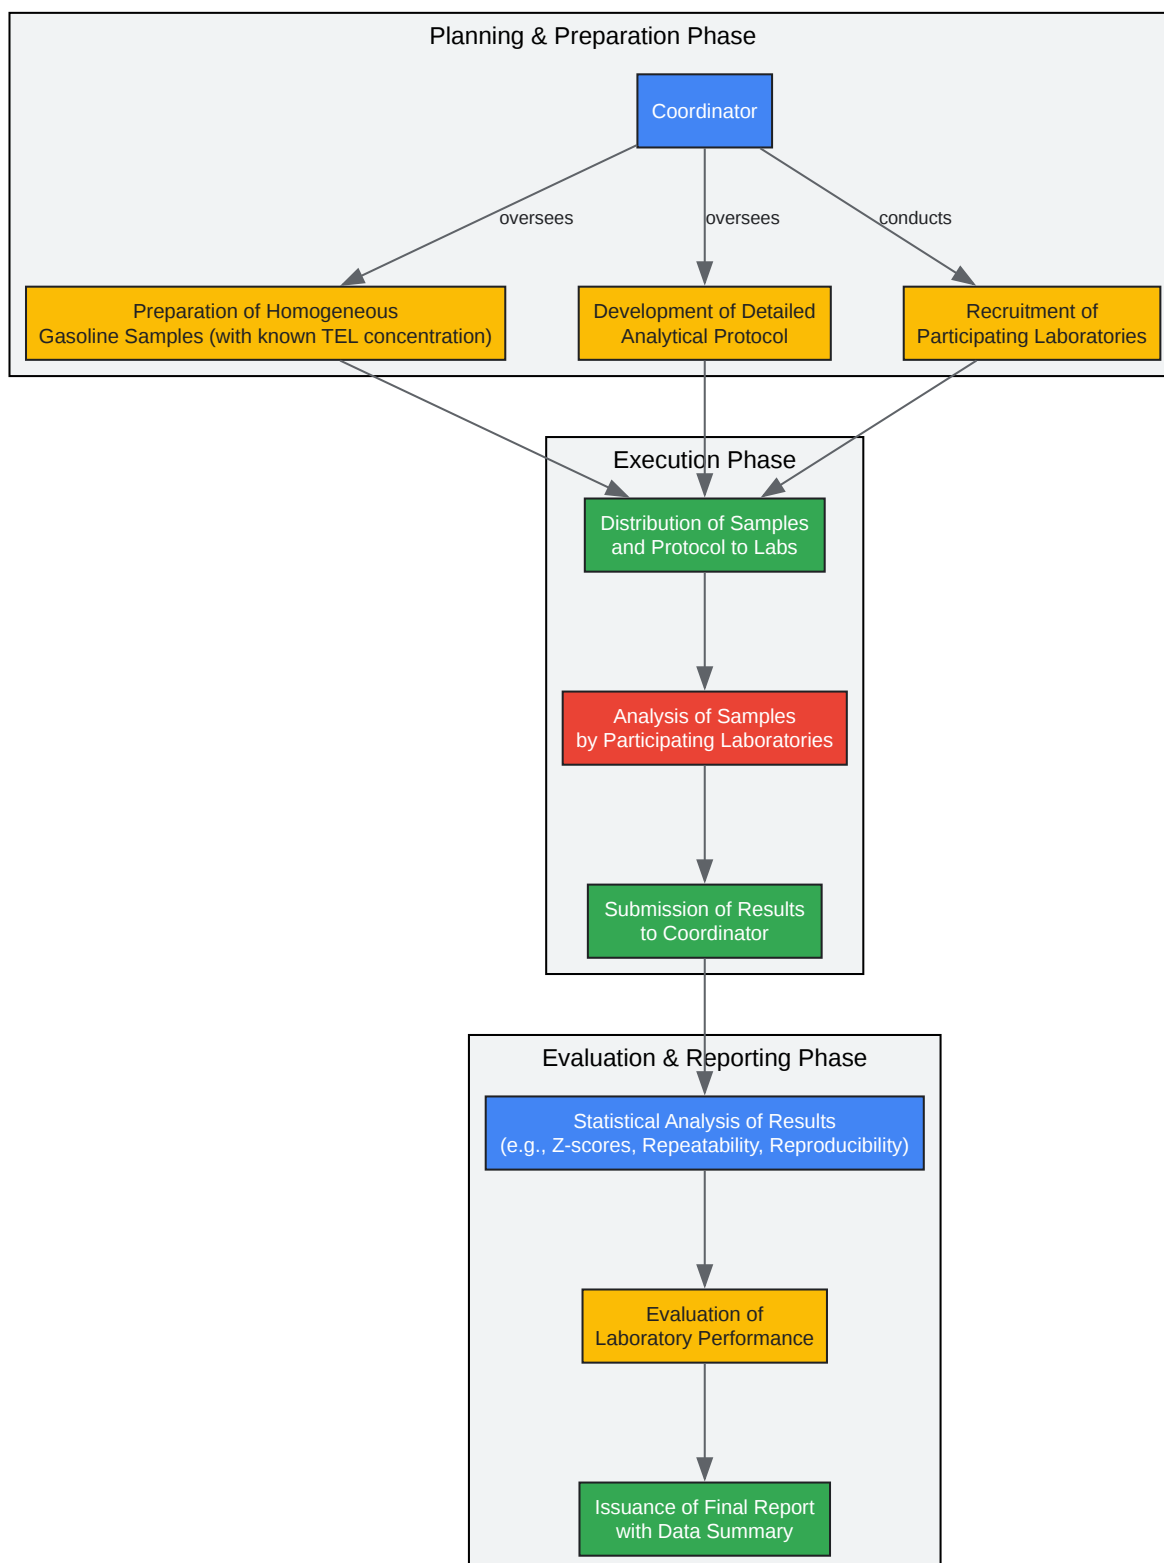 Planning & Preparation Phase
Coordinator
oversees
oversees
conducts
Preparation of Homogeneous
Gasoline Samples (with known TEL concentration)
Development of Detailed
Analytical Protocol
Recruitment of
Participating Laboratories
Execution Phase
Distribution of Samples
and Protocol to Labs
Analysis of Samples
by Participating Laboratories
Submission of Results
to Coordinator
Evaluation & Reporting Phase
Statistical Analysis of Results
(e.g., Z-scores, Repeatability, Reproducibility)
Evaluation of
Laboratory Performance
Issuance of Final Report
with Data Summary